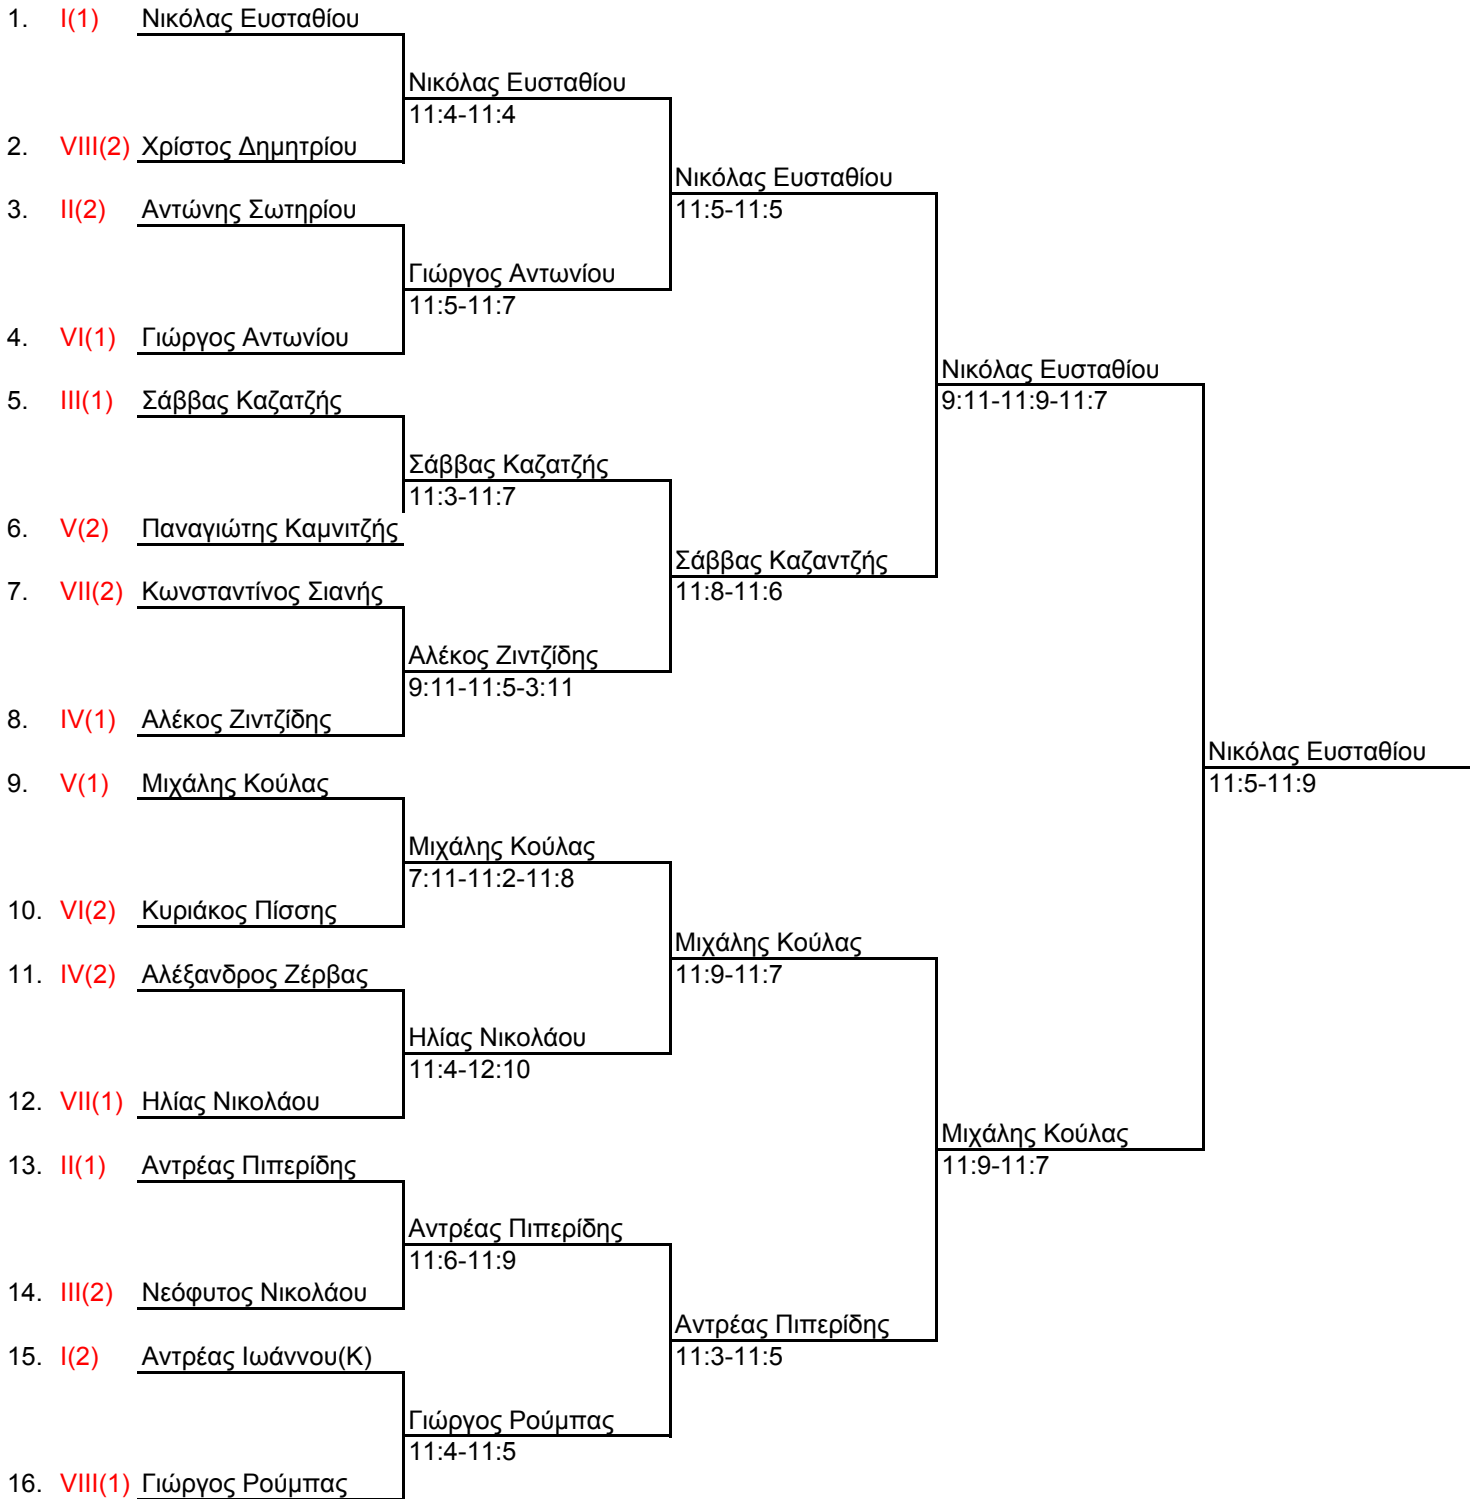 1. I(1) Νικόλας Ευσταθίου
Νικόλας Ευσταθίου
11:4-11:4
2. VIII(2) Χρίστος Δημητρίου
Νικόλας Ευσταθίου
3. II(2) Αντώνης Σωτηρίου 11:5-11:5
Γιώργος Αντωνίου
11:5-11:7
4. VI(1) Γιώργος Αντωνίου
Νικόλας Ευσταθίου
5. III(1) Σάββας Καζατζής 9:11-11:9-11:7
Σάββας Καζατζής
11:3-11:7
6. V(2) Παναγιώτης Καμνιτζής
Σάββας Καζαντζής
7. VII(2) Κωνσταντίνος Σιανής 11:8-11:6
Αλέκος Ζιντζίδης
9:11-11:5-3:11
8. IV(1) Αλέκος Ζιντζίδης
Νικόλας Ευσταθίου
9. V(1) Μιχάλης Κούλας 11:5-11:9
Μιχάλης Κούλας
7:11-11:2-11:8
10. VI(2) Κυριάκος Πίσσης
Μιχάλης Κούλας
11. IV(2) Αλέξανδρος Ζέρβας 11:9-11:7
Ηλίας Νικολάου
11:4-12:10
12. VII(1) Ηλίας Νικολάου
Μιχάλης Κούλας
13. II(1) Αντρέας Πιπερίδης 11:9-11:7
Αντρέας Πιπερίδης
11:6-11:9
14. III(2) Νεόφυτος Νικολάου
Αντρέας Πιπερίδης
15. I(2) Αντρέας Ιωάννου(Κ) 11:3-11:5
Γιώργος Ρούμπας
11:4-11:5
16. VIII(1) Γιώργος Ρούμπας